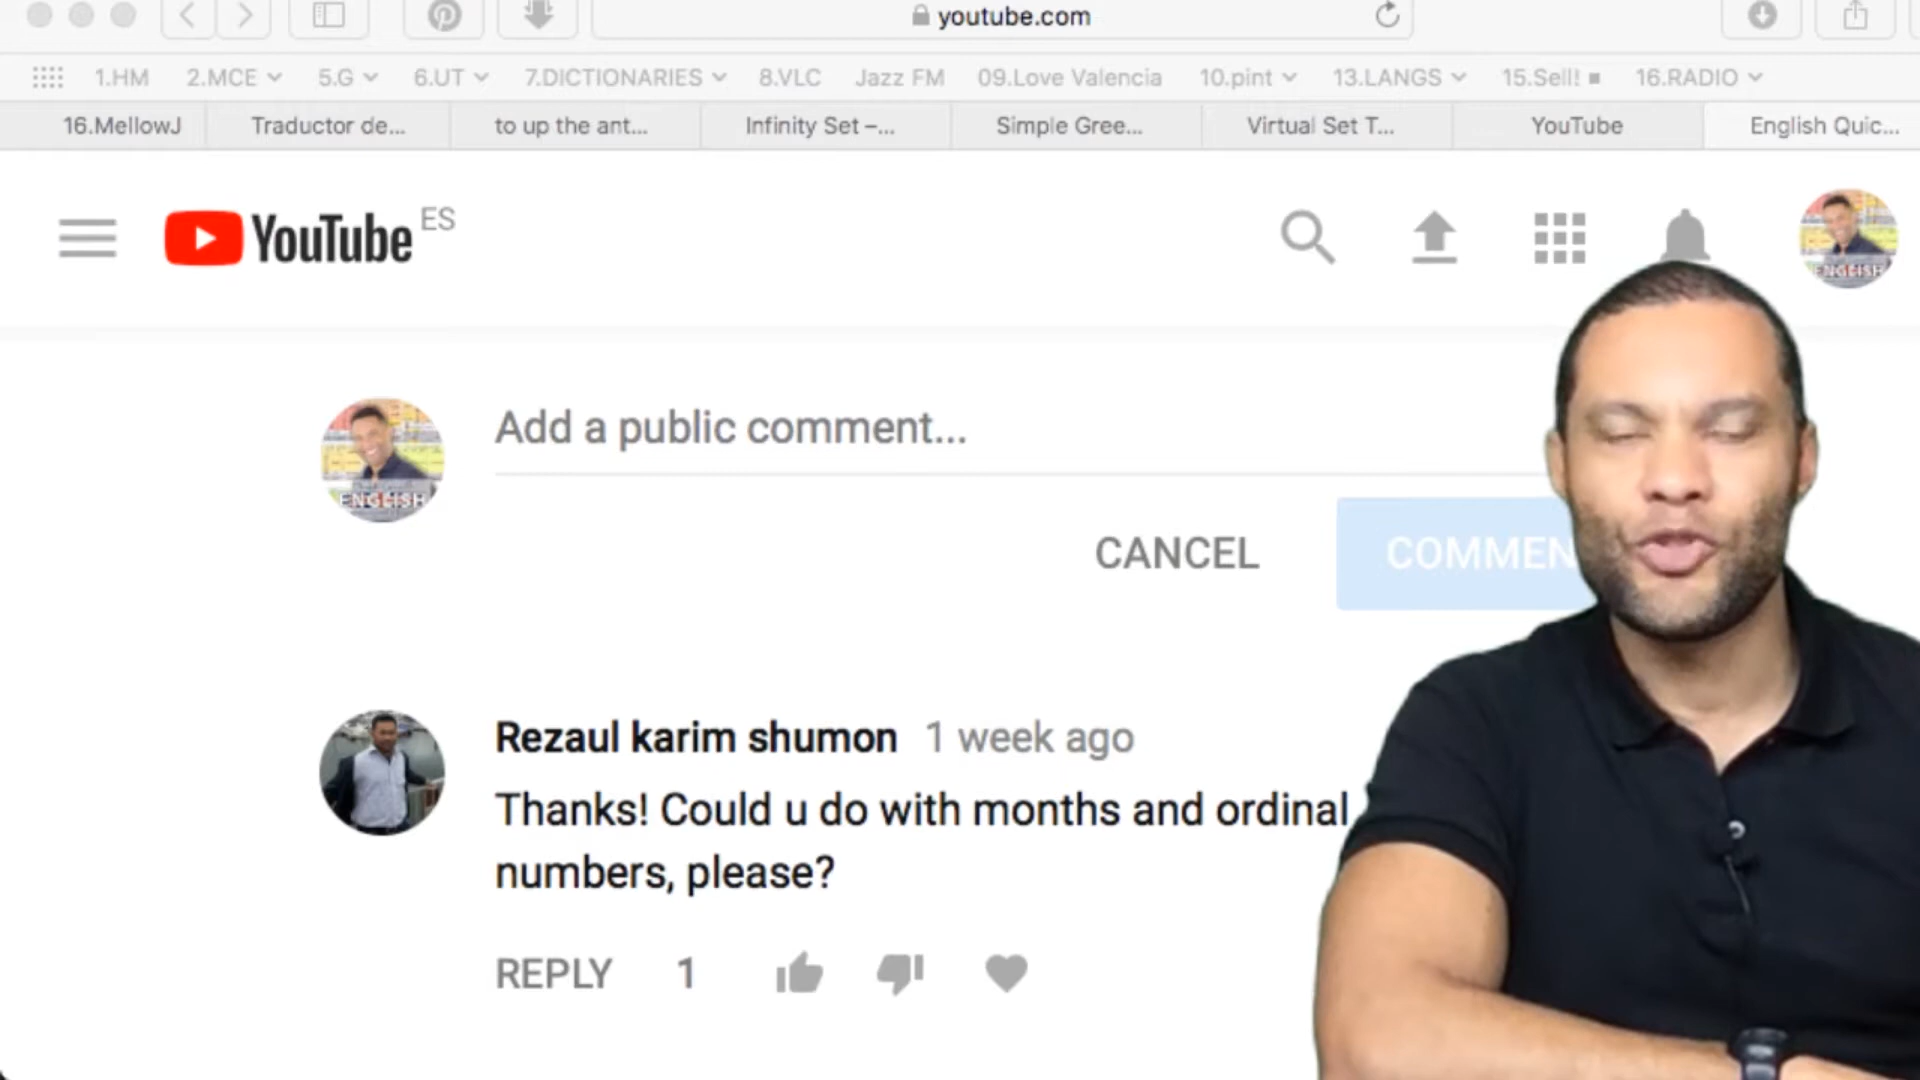 youtube.com
1.HM 2.MCE 5.G 6.UT 7.DICTIONARIES 8.VLC Jazz FM 09.Love Valencia 10.pint 13.LANGS 15.Sell! 16.RADIO
16.MellowJ Traductor de... to up the ant... Infinity Set –... Simple Gree... Virtual Set T... YouTube English Quic...
YouTube ES
ENGLISH
Add a public comment...
ENGLISH
CANCEL COMMEN
Rezaul karim shumon 1 week ago
Thanks! Could u do with months and ordinal
numbers, please?
REPLY 1